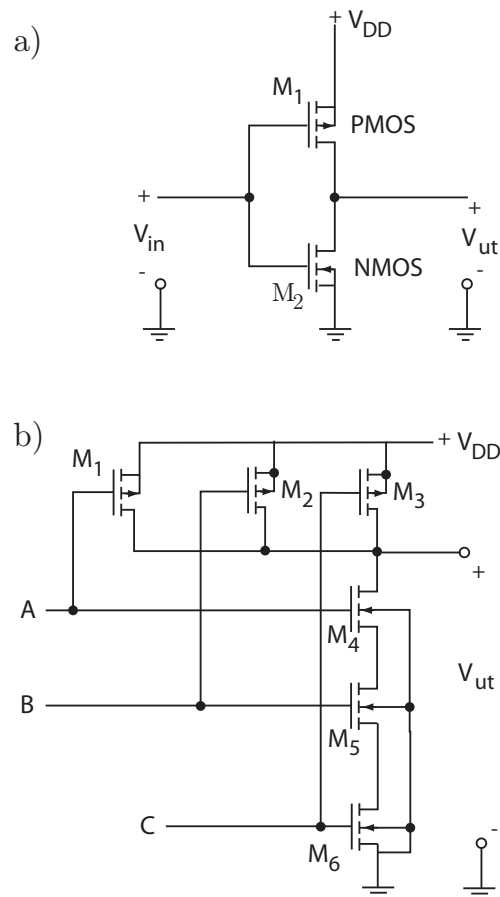 a)
+ V_DD
M_1
PMOS
+
+
V_in
V_ut
NMOS
-
-
M_2
b)
+ V_DD
M_1
M_2
M_3
+
A
M_4
V_ut
B
M_5
C
M_6
-